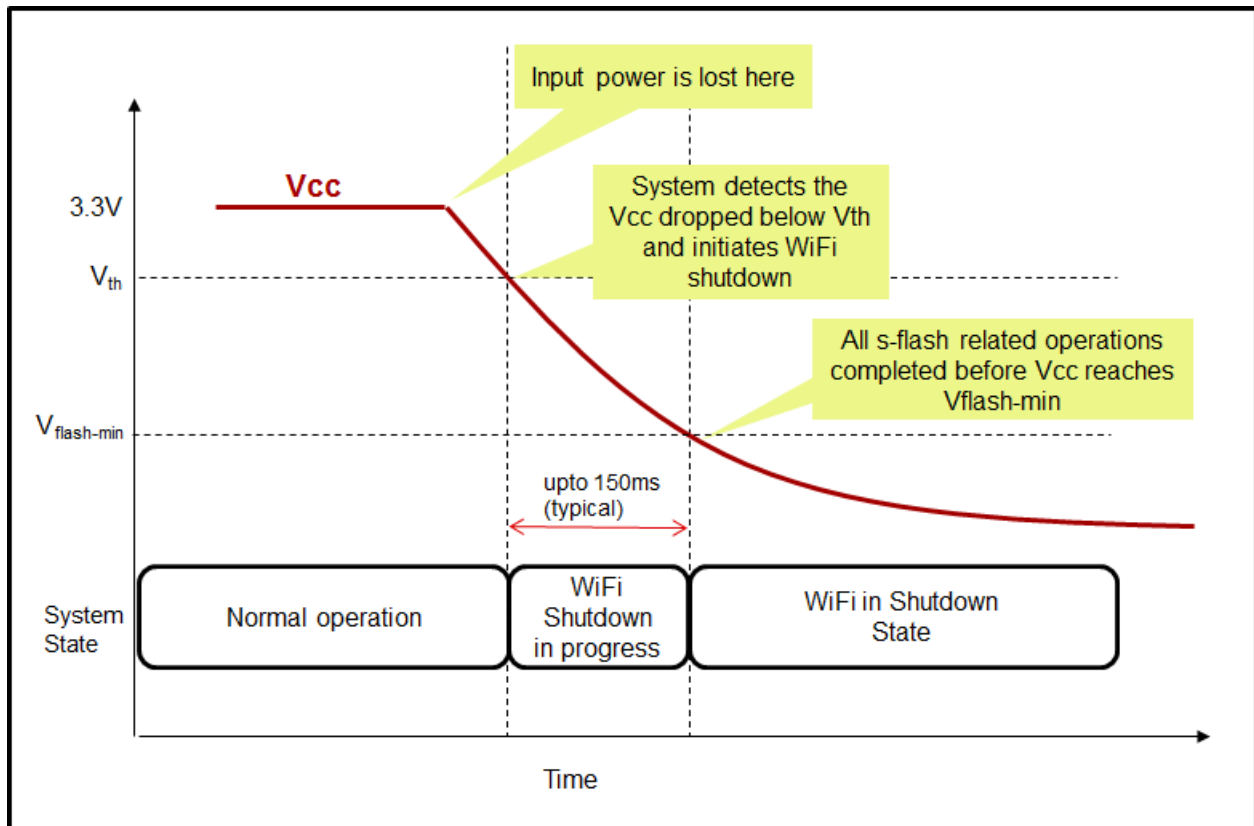 Input power is lost here
Vcc
3.3V
System detects the
Vcc dropped below Vth
and initiates WiFi
shutdown
Vth
All s-flash related operations
completed before Vcc reaches
Vflash-min
Vflash-min
upto 150ms
(typical)
System
State
Normal operation
WiFi
Shutdown
in progress
WiFi in Shutdown
State
Time